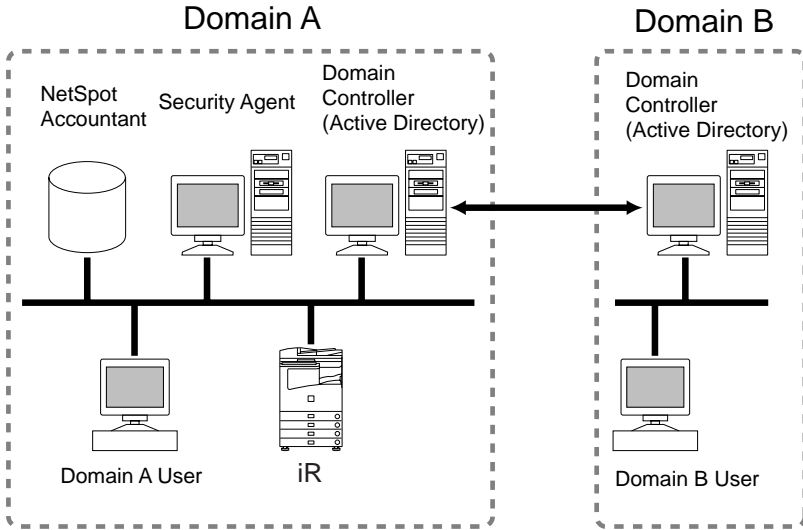 Domain A
Domain B
NetSpot
Accountant
Security Agent
Domain
Controller
(Active Directory)
Domain
Controller
(Active Directory)
Domain A User
iR
Domain B User